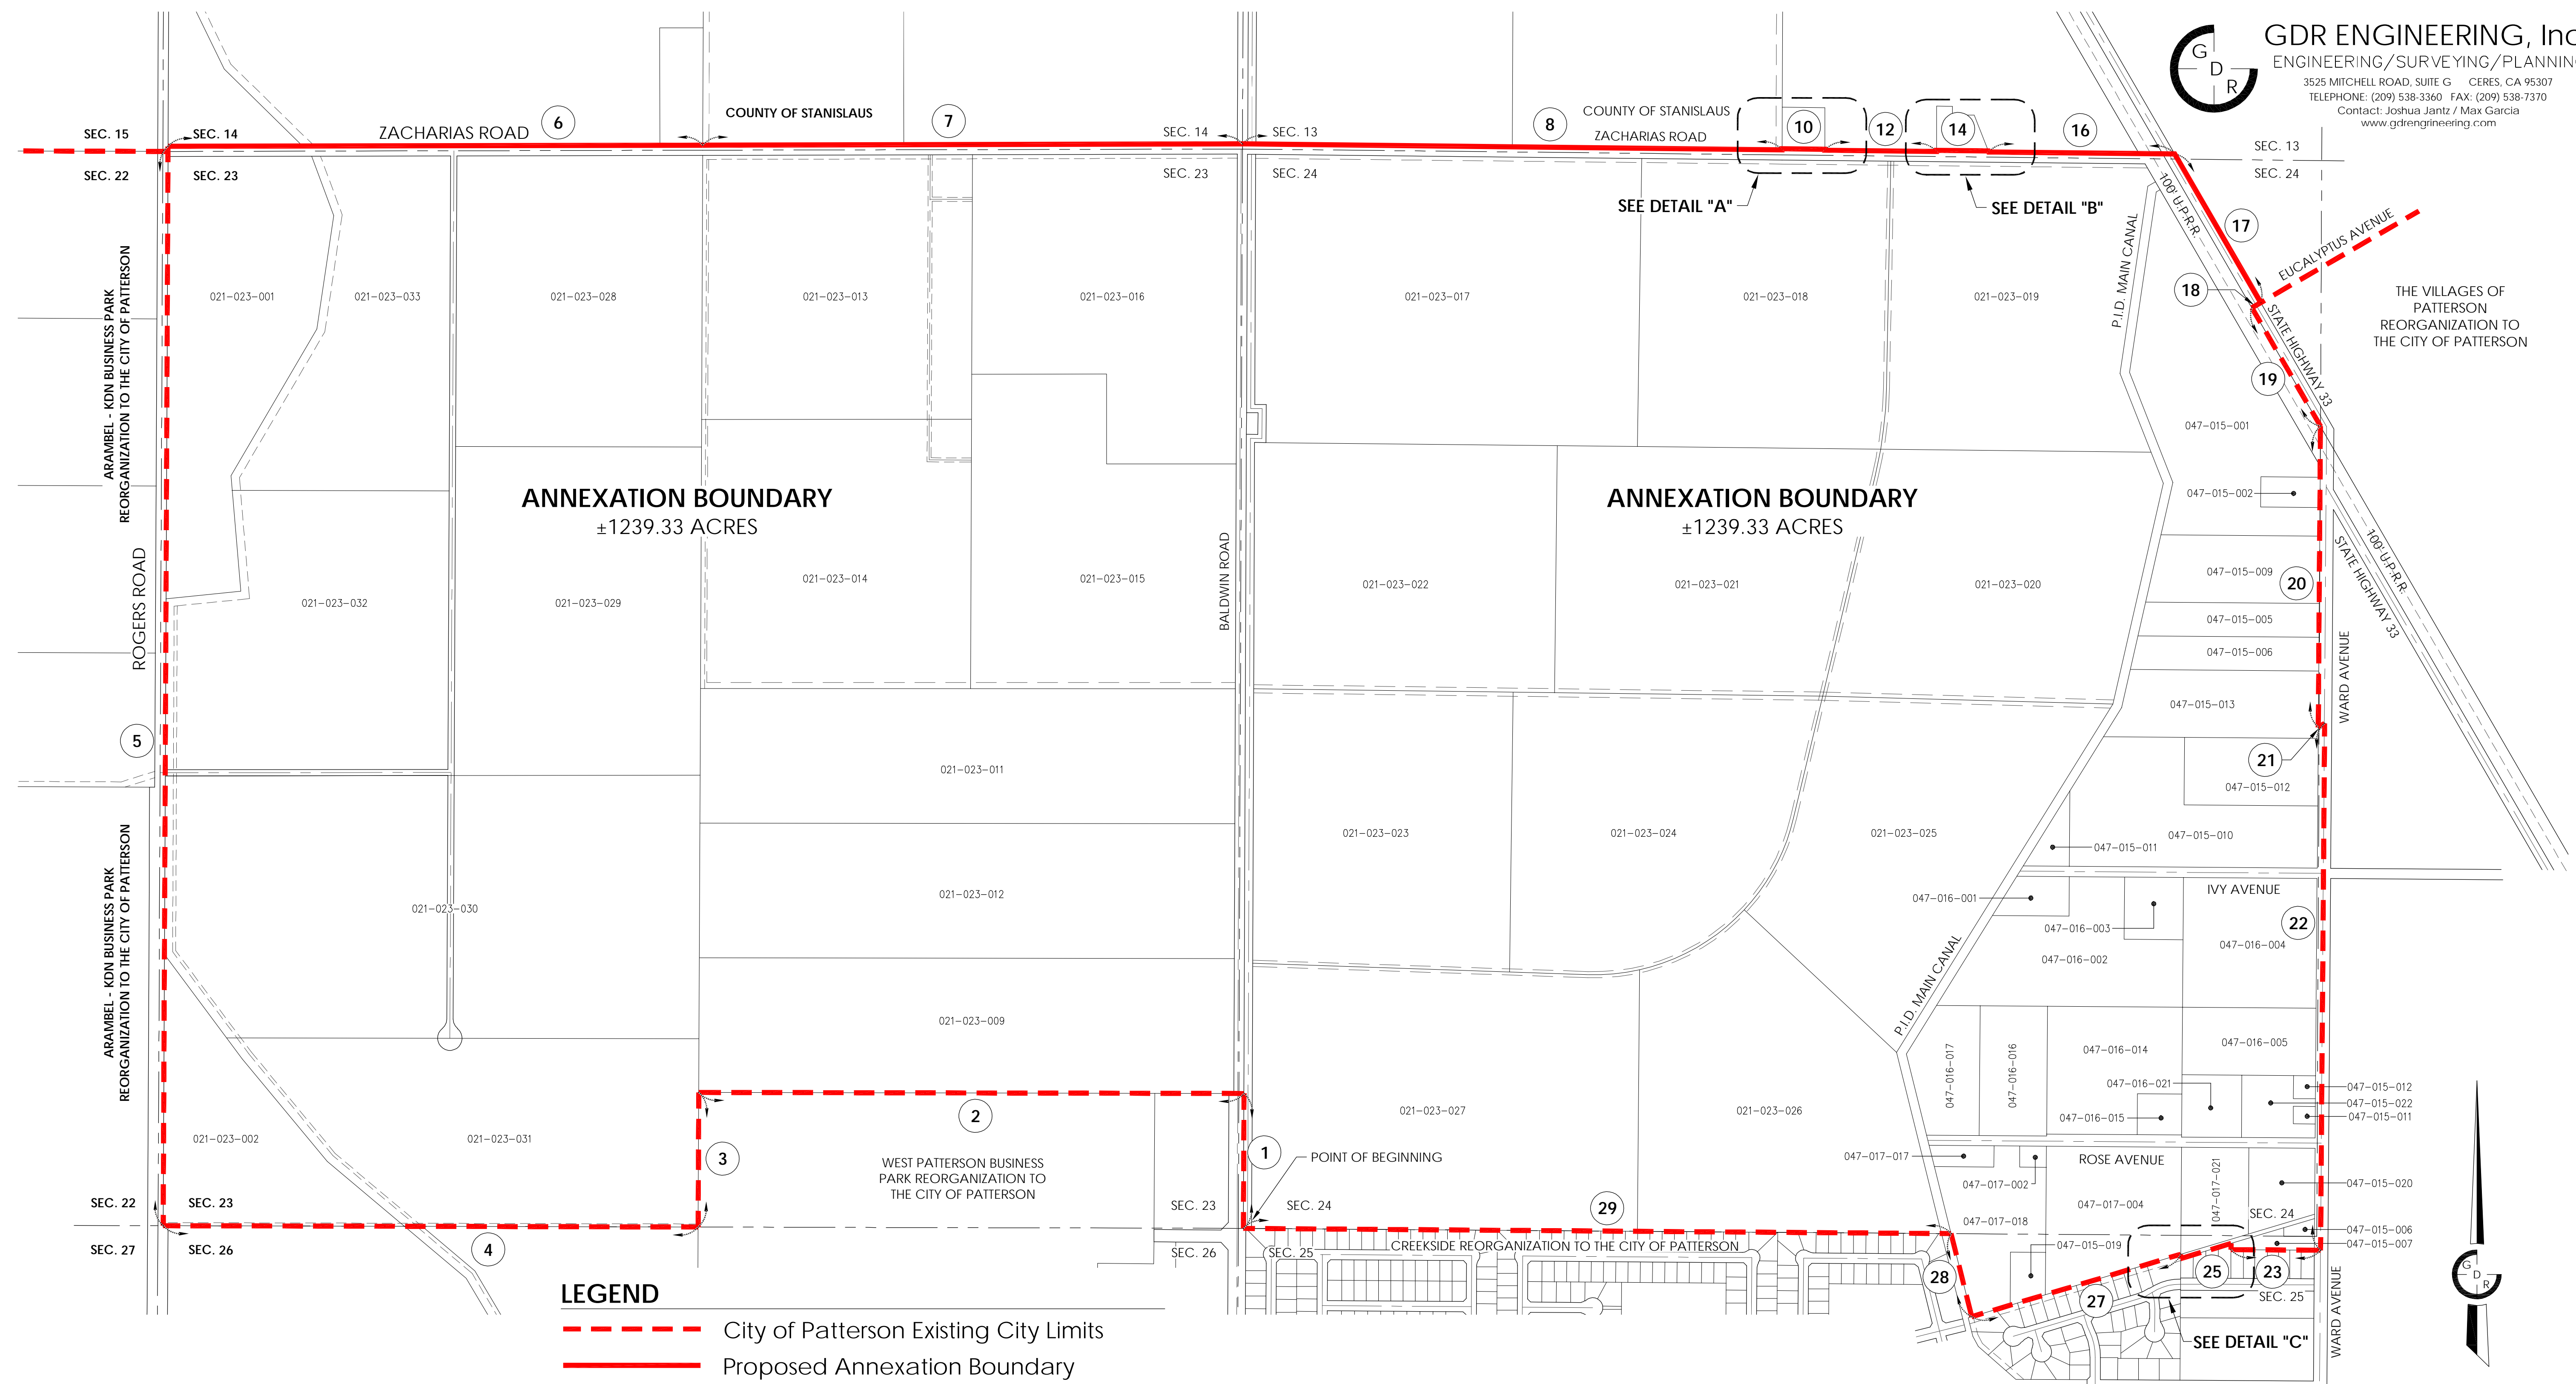 G
D
R
GDR ENGINEERING, Inc
ENGINEERING/SURVEYING/PLANNING
3525 MITCHELL ROAD, SUITE G CERES, CA 95307
TELEPHONE: (209) 538-3360 FAX: (209) 538-7370
Contact: Joshua Jantz / Max Garcia
www.gdrengineering.com
SEC. 15
SEC. 14
ZACHARIAS ROAD
6
COUNTY OF STANISLAUS
7
SEC. 14
SEC. 13
8
COUNTY OF STANISLAUS
ZACHARIAS ROAD
10
12
14
16
SEC. 13
SEC. 22
SEC. 23
SEC. 23
SEC. 24
SEC. 24
SEE DETAIL "A"
SEE DETAIL "B"
100' U.P.R.R.
17
EUCALYPTUS AVENUE
P.I.D. MAIN CANAL
18
STATE HIGHWAY 33
THE VILLAGES OF
PATTERSON
REORGANIZATION TO
THE CITY OF PATTERSON
19
ARAMBEL - KDN BUSINESS PARK
REORGANIZATION TO THE CITY OF PATTERSON
021-023-001
021-023-033
021-023-028
021-023-013
021-023-016
021-023-017
021-023-018
021-023-019
047-015-001
047-015-002
ANNEXATION BOUNDARY
±1239.33 ACRES
ANNEXATION BOUNDARY
±1239.33 ACRES
ROGERS ROAD
BALDWIN ROAD
021-023-032
021-023-029
021-023-014
021-023-015
021-023-022
021-023-021
021-023-020
047-015-009
20
100' U.P.R.R.
STATE HIGHWAY 33
047-015-005
047-015-006
WARD AVENUE
047-015-013
5
21
021-023-011
047-015-012
021-023-023
021-023-024
021-023-025
047-015-010
047-015-011
ARAMBEL - KDN BUSINESS PARK
REORGANIZATION TO THE CITY OF PATTERSON
021-023-030
021-023-012
047-016-001
IVY AVENUE
047-016-003
22
047-016-004
047-016-002
P.I.D. MAIN CANAL
021-023-009
047-016-017
047-016-016
047-016-014
047-016-005
047-016-021
047-015-012
047-015-022
047-016-015
047-015-011
2
021-023-027
021-023-026
021-023-002
021-023-031
3
1
POINT OF BEGINNING
WEST PATTERSON BUSINESS
PARK REORGANIZATION TO
THE CITY OF PATTERSON
047-017-017
ROSE AVENUE
047-017-002
047-017-004
047-017-021
047-015-020
SEC. 22
SEC. 23
SEC. 23
SEC. 24
29
047-017-018
SEC. 24
047-015-006
047-015-019
047-015-007
SEC. 27
SEC. 26
4
SEC. 26
SEC. 25
CREEKSIDE REORGANIZATION TO THE CITY OF PATTERSON
28
27
25
23
SEC. 25
SEE DETAIL "C"
WARD AVENUE
G
D
R
LEGEND
City of Patterson Existing City Limits
Proposed Annexation Boundary